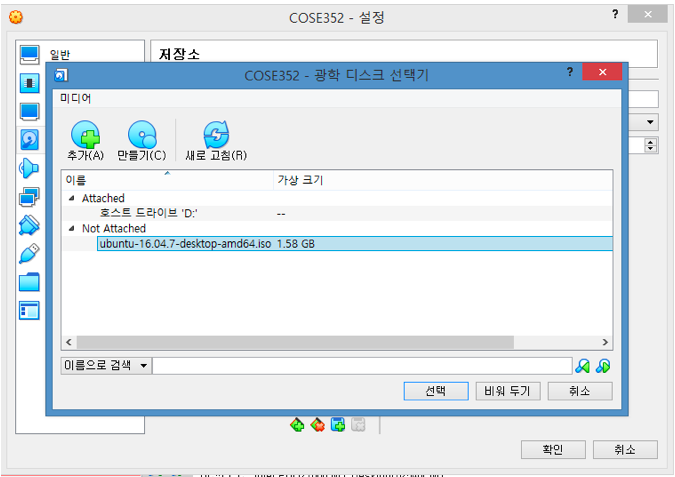 COSE352 - 설정
?
일반
저장소
COSE352 - 광학 디스크 선택기
?
미디어
추가(A) 만들기(C) 새로 고침(R)
이름 가상 크기
Attached
호스트 드라이브 'D:' --
Not Attached
ubuntu-16.04.7-desktop-amd64.iso 1.58 GB
이름으로 검색
선택 비워 두기 취소
확인 취소